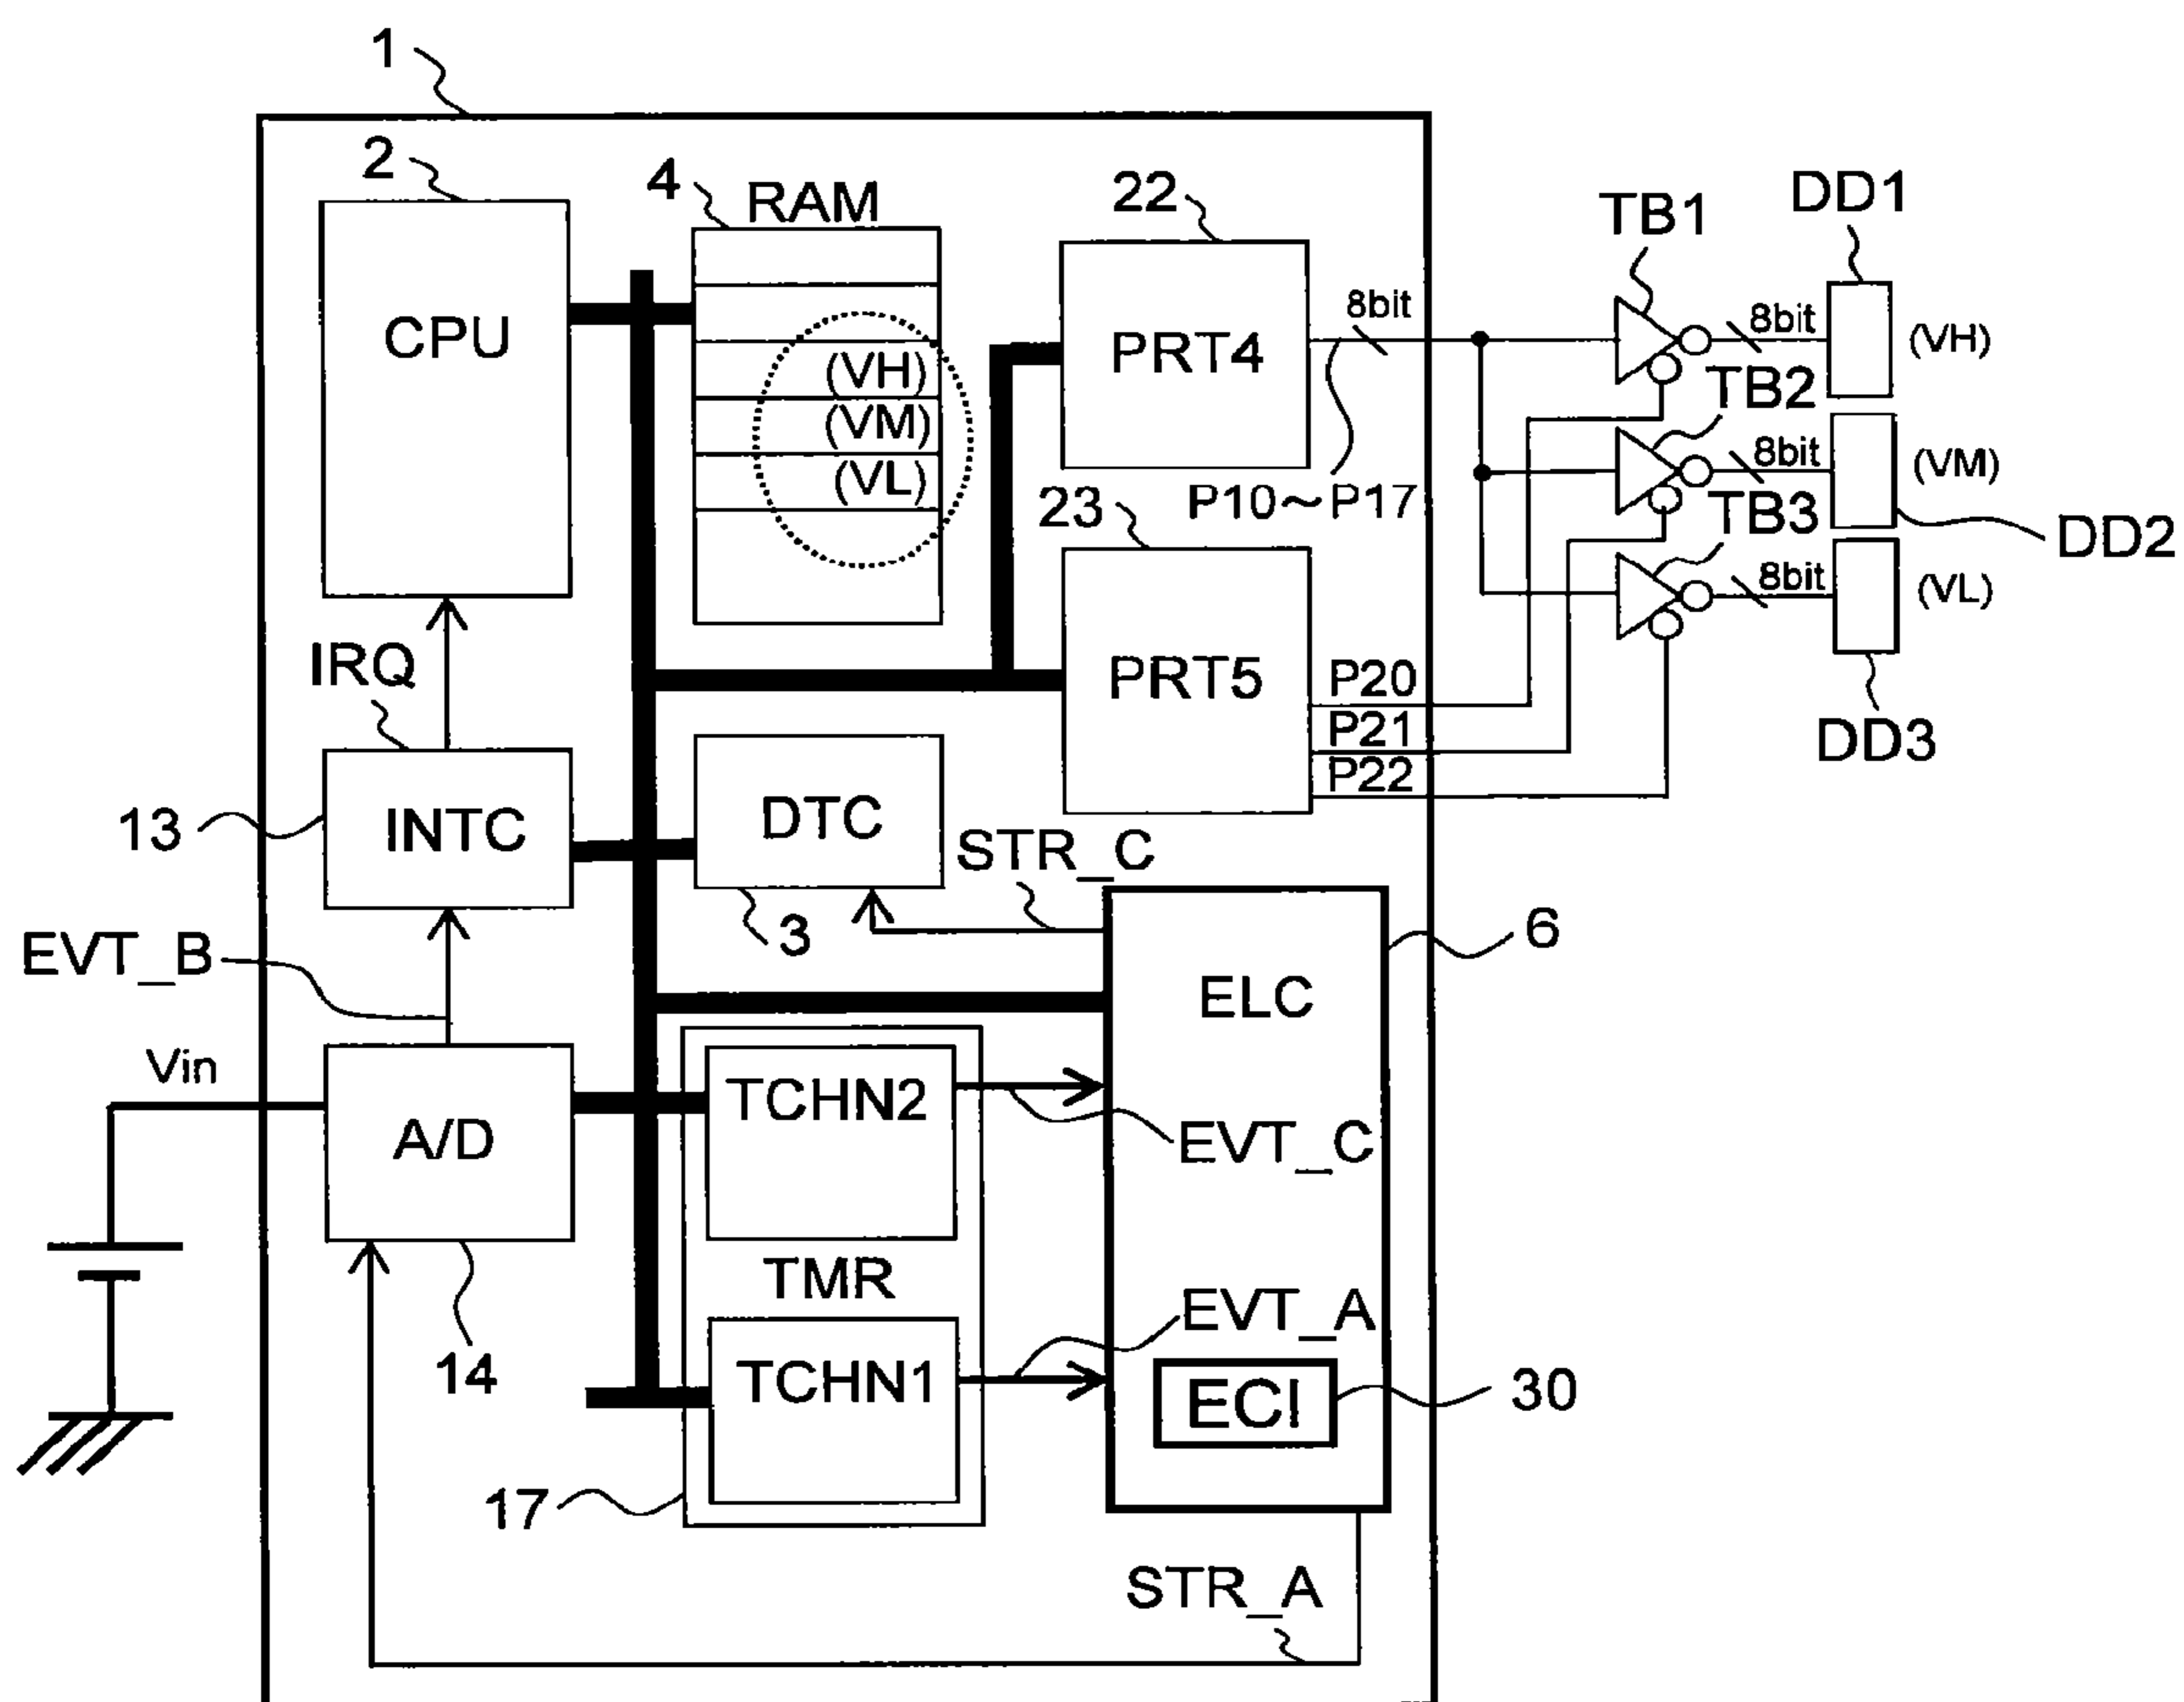 1
2
4
RAM
22
TB1
DD1
CPU
PRT4
8bit
8bit
(VH)
(VH)
TB2
(VM)
8bit
(VM)
(VL)
23
P10~P17
TB3
DD2
8bit
(VL)
IRQ
PRT5
P20
P21
P22
DD3
13
INTC
DTC
STR_C
3
6
EVT_B
ELC
Vin
A/D
TCHN2
EVT_C
TMR
EVT_A
14
TCHN1
ECI
30
17
STR_A